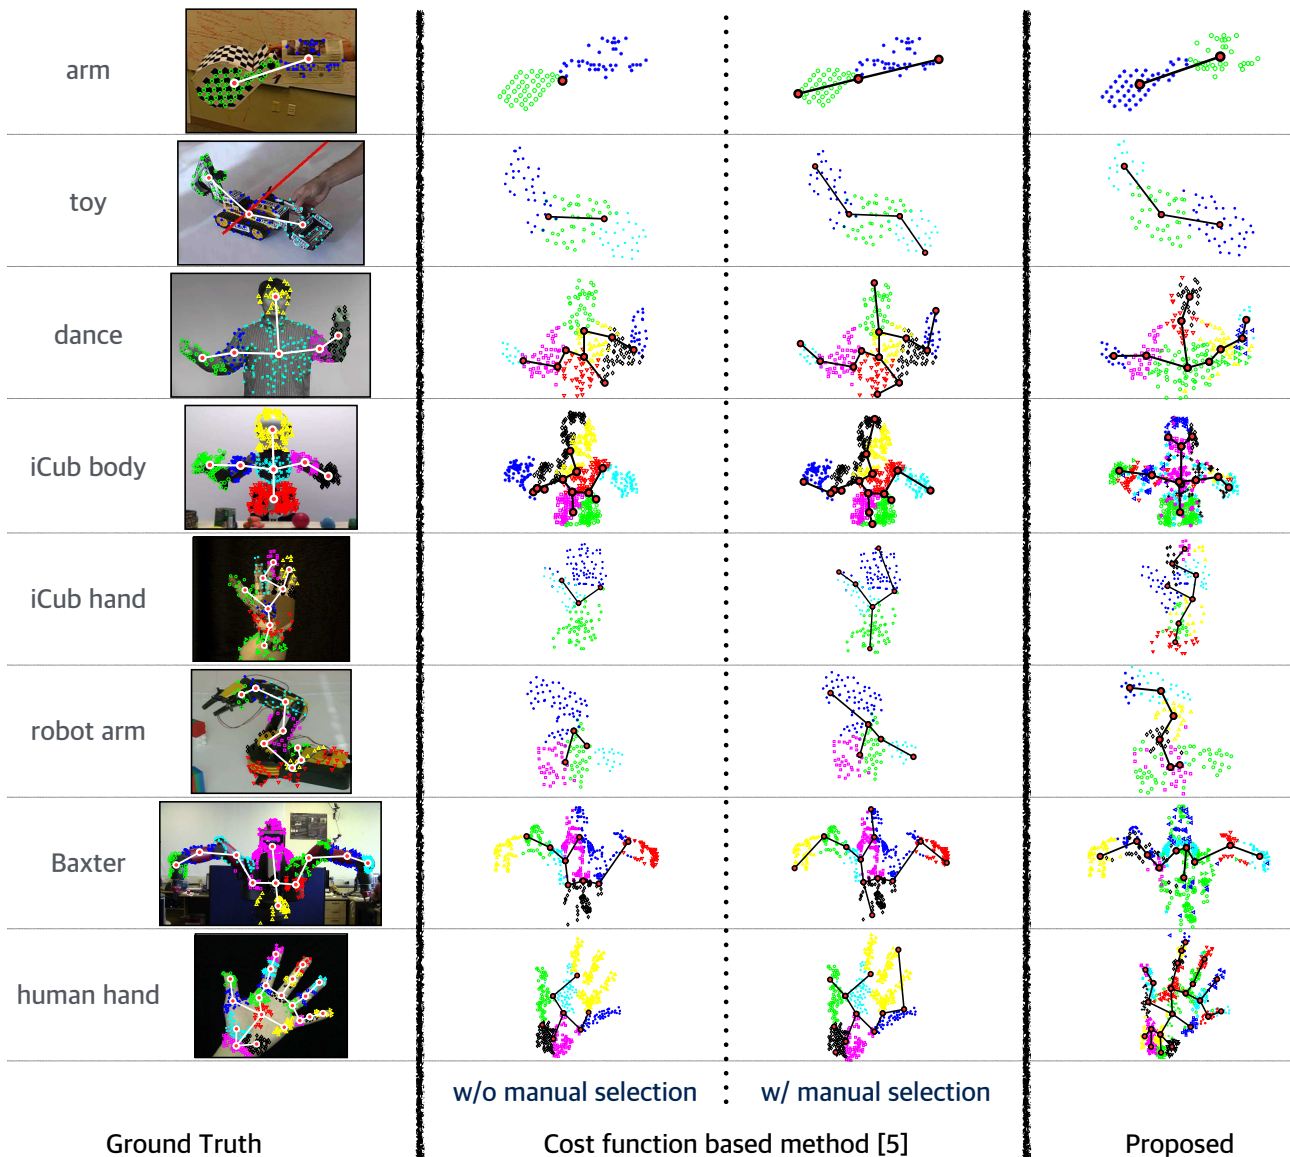 arm
toy
dance
iCub body
iCub hand
robot arm
Baxter
human hand
w/o manual selection
w/ manual selection
Ground Truth
Cost function based method [5]
Proposed